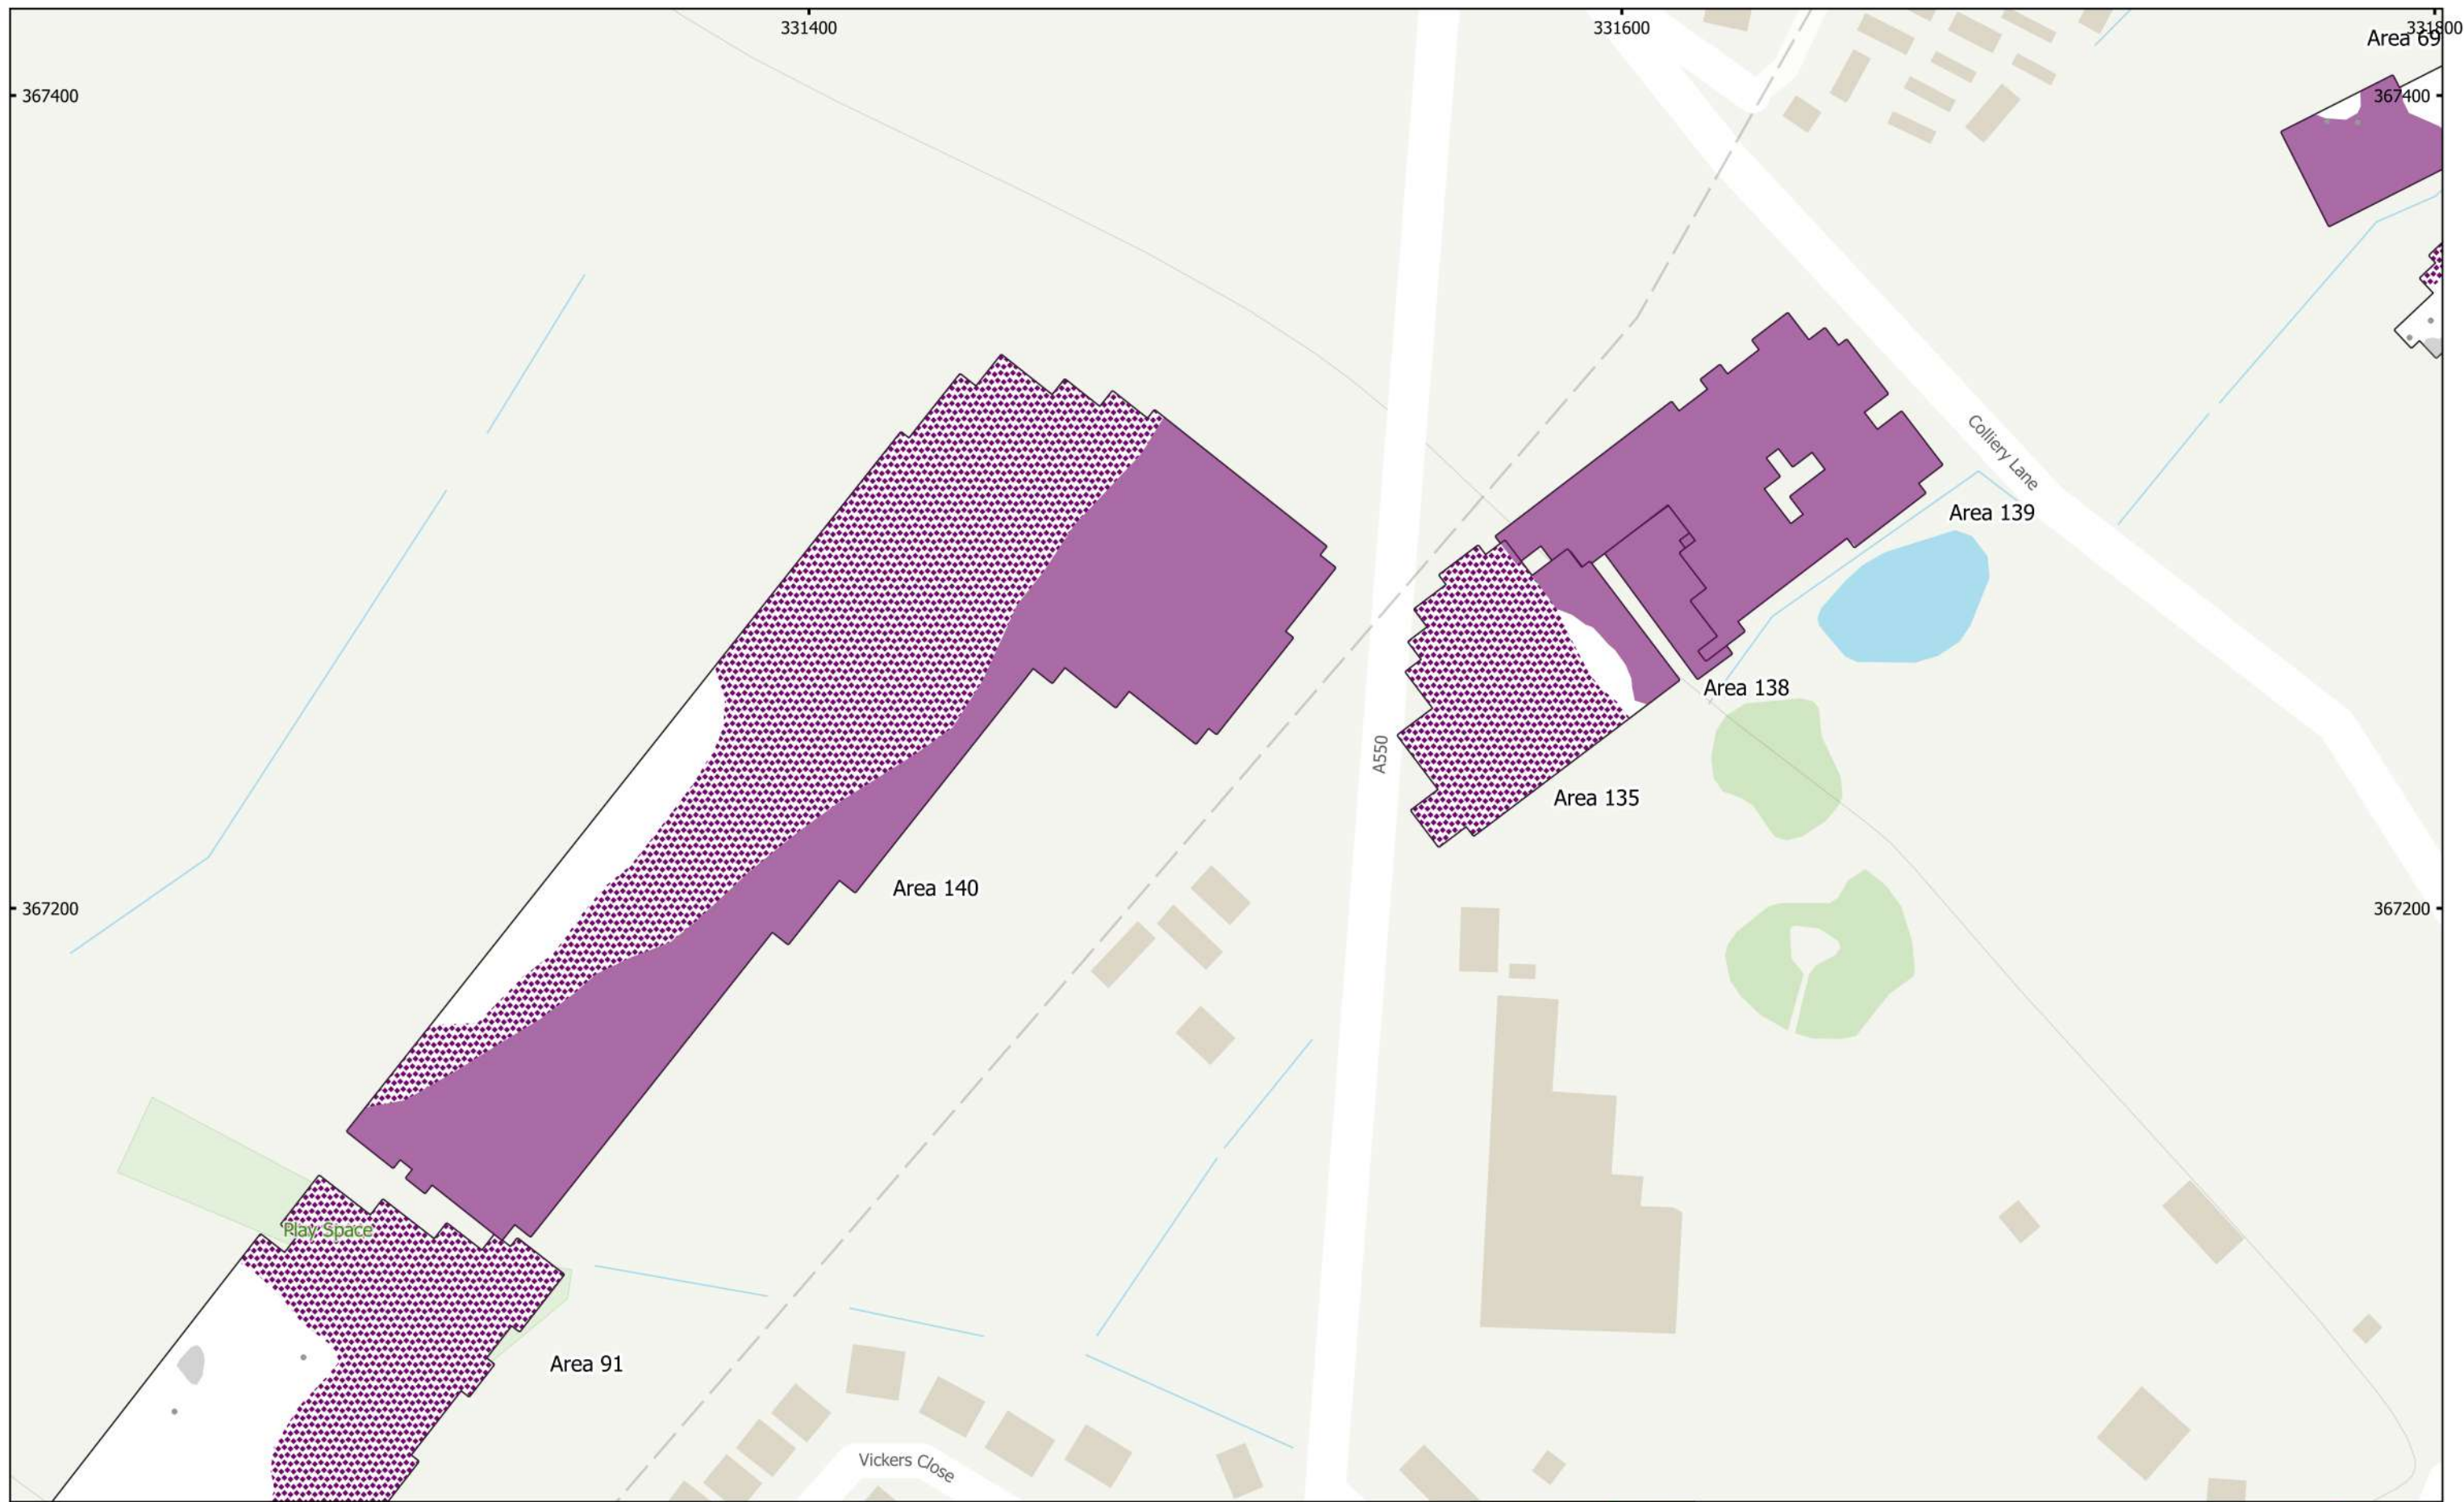 331400
331600
331800
Area 69
367400
367400
Colliery Lane
Area 139
Area 138
A550
Area 135
Area 140
367200
367200
Play Space
Area 91
Vickers Close